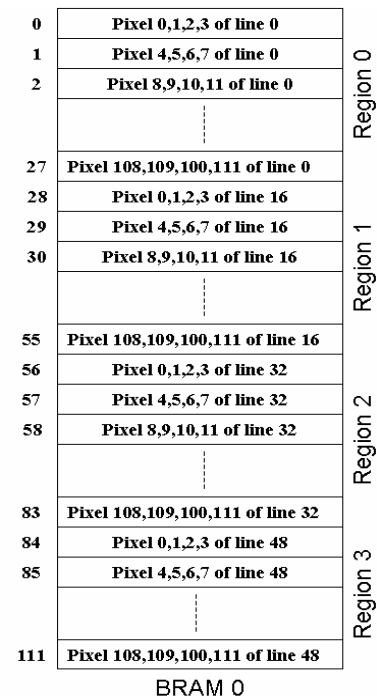 0 Pixel 0,1,2,3 of line 0
1 Pixel 4,5,6,7 of line 0
2 Pixel 8,9,10,11 of line 0
Region 0
27 Pixel 108,109,100,111 of line 0
28 Pixel 0,1,2,3 of line 16
29 Pixel 4,5,6,7 of line 16
30 Pixel 8,9,10,11 of line 16
Region 1
55 Pixel 108,109,100,111 of line 16
56 Pixel 0,1,2,3 of line 32
57 Pixel 4,5,6,7 of line 32
58 Pixel 8,9,10,11 of line 32
Region 2
83 Pixel 108,109,100,111 of line 32
84 Pixel 0,1,2,3 of line 48
85 Pixel 4,5,6,7 of line 48
Region 3
111 Pixel 108,109,100,111 of line 48
BRAM 0